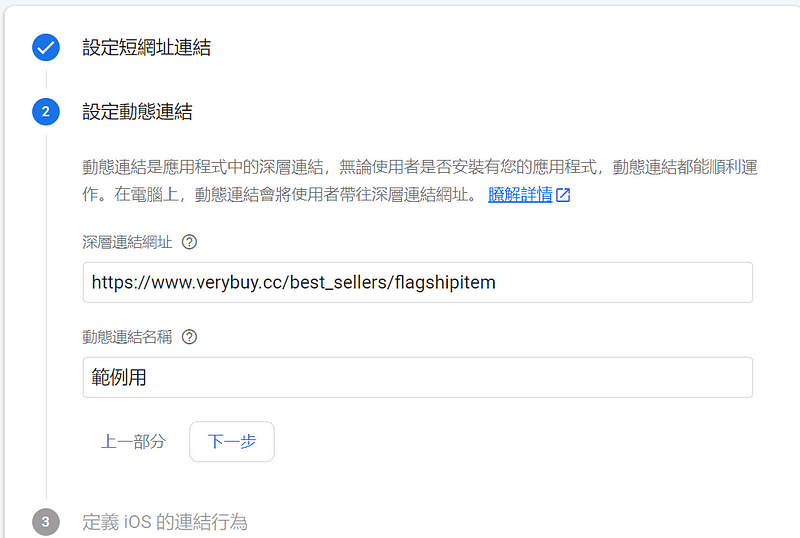 設定短網址連結
2
設定動態連結
動態連結是應用程式中的深層連結，無論使用者是否安裝有您的應用程式，動態連結都能順利運
作。在電腦上，動態連結會將使用者帶往深層連結網址。 瞭解詳情
深層連結網址
https://www.verybuy.cc/best_sellers/flagshipitem
動態連結名稱
範例用
上一部分 下一步
3
定義 iOS 的連結行為